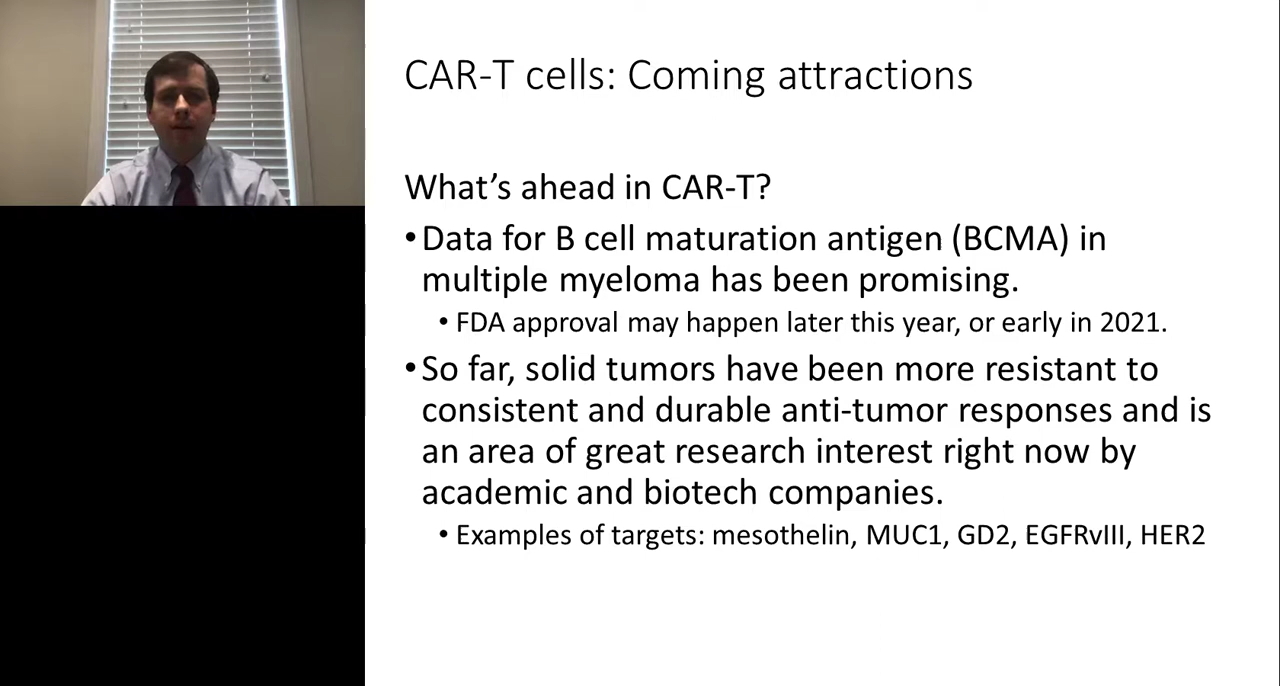 CAR-T cells: Coming attractions
What’s ahead in CAR-T?
•Data for B cell maturation antigen (BCMA) in
multiple myeloma has been promising.
•FDA approval may happen later this year, or early in 2021.
•So far, solid tumors have been more resistant to
consistent and durable anti-tumor responses and is
an area of great research interest right now by
academic and biotech companies.
•Examples of targets: mesothelin, MUC1, GD2, EGFRvIII, HER2